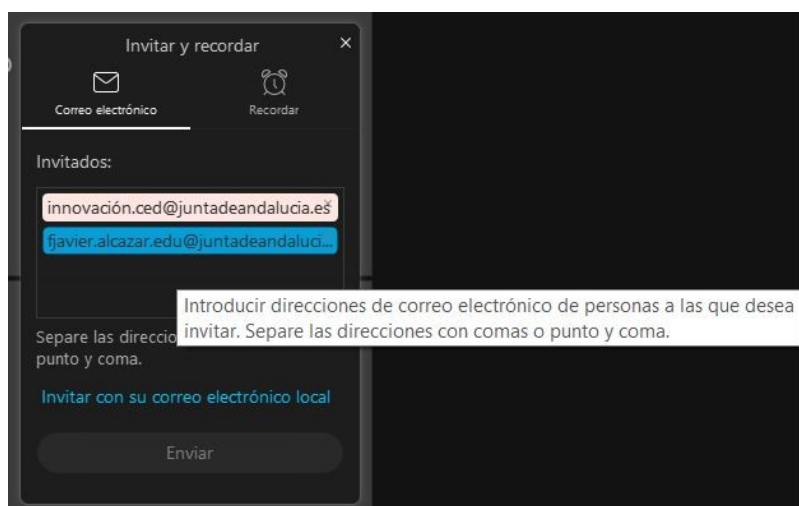 Invitar y recordar
Correo electrónico
Recordar
Invitados:
innovación.ced@juntadeandalucia.es
fjavier.alcazar.edu@juntadeandaluci...
Introducir direcciones de correo electrónico de personas a las que desea
invitar. Separe las direcciones con comas o punto y coma.
Separe las direccio
punto y coma.
Invitar con su correo electrónico local
Enviar